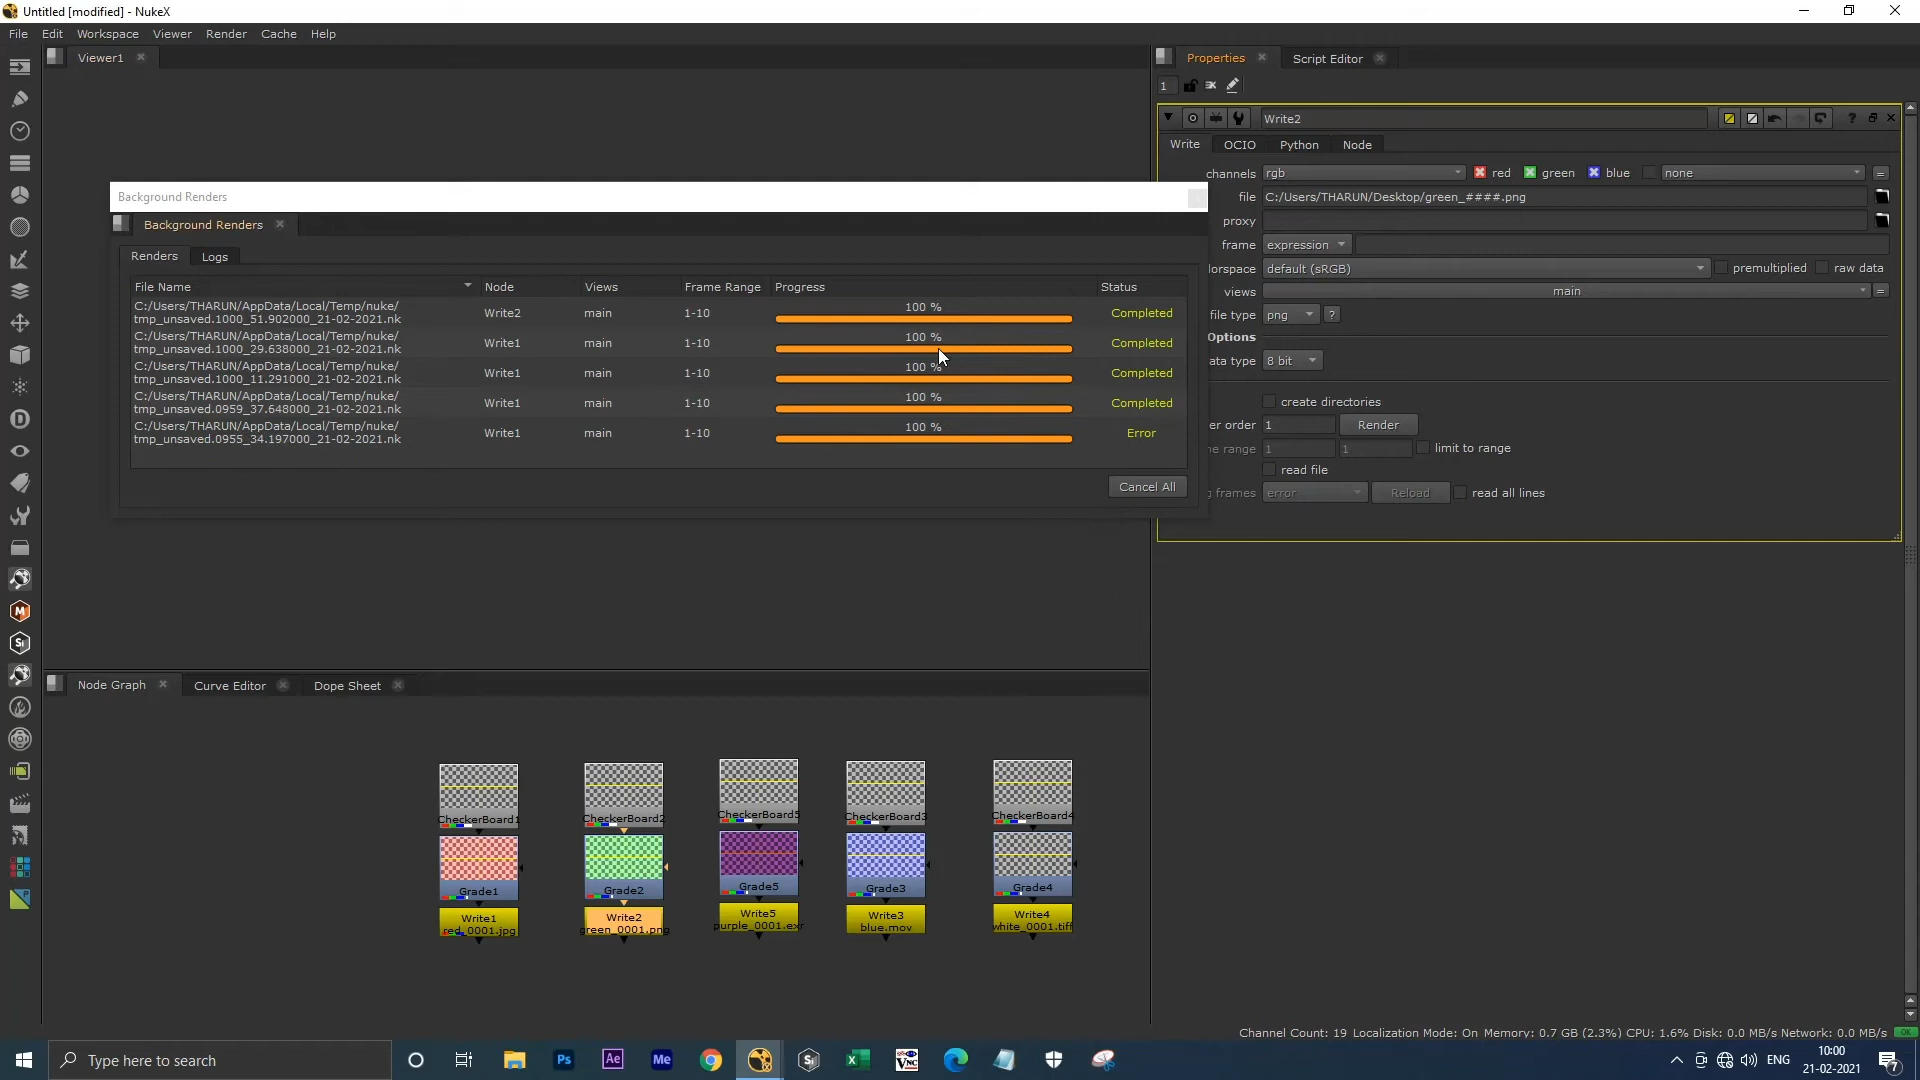 Untitled [modified] - NukeX
File Edit Workspace Viewer Render Cache Help
Viewer1
Properties
Script Editor
1
Write2
Write OCIO Python Node
channels rgb red green blue none =
file C:/Users/THARUN/Desktop/green_####.png
proxy
frame expression
lorspace default (sRGB) premultiplied raw data
views main =
file type png ?
Options
ata type 8 bit
create directories
er order 1 Render
ne range 1 1 limit to range
read file
g frames error Reload read all lines
Background Renders
Background Renders
Renders Logs
File Name Node Views Frame Range Progress Status
C:/Users/THARUN/AppData/Local/Temp/nuke/
tmp_unsaved.1000_51.902000_21-02-2021.nk Write2 main 1-10 100 % Completed
C:/Users/THARUN/AppData/Local/Temp/nuke/
tmp_unsaved.1000_29.638000_21-02-2021.nk Write1 main 1-10 100 % Completed
C:/Users/THARUN/AppData/Local/Temp/nuke/
tmp_unsaved.1000_11.291000_21-02-2021.nk Write1 main 1-10 100 % Completed
C:/Users/THARUN/AppData/Local/Temp/nuke/
tmp_unsaved.0959_37.648000_21-02-2021.nk Write1 main 1-10 100 % Completed
C:/Users/THARUN/AppData/Local/Temp/nuke/
tmp_unsaved.0955_34.197000_21-02-2021.nk Write1 main 1-10 100 % Error
Cancel All
Node Graph Curve Editor Dope Sheet
CheckerBoard1 CheckerBoard2 CheckerBoard5 CheckerBoard3 CheckerBoard4
Grade1 Grade2 Grade5 Grade3 Grade4
Write1 Write2 Write5 Write3 Write4
red_0001.jpg green_0001.png purple_0001.exr blue.mov white_0001.tiff
Channel Count: 19 Localization Mode: On Memory: 0.7 GB (2.3%) CPU: 1.6% Disk: 0.0 MB/s Network: 0.0 MB/s OK
Type here to search
Ps Ae Me
ENG
10:00
21-02-2021
7